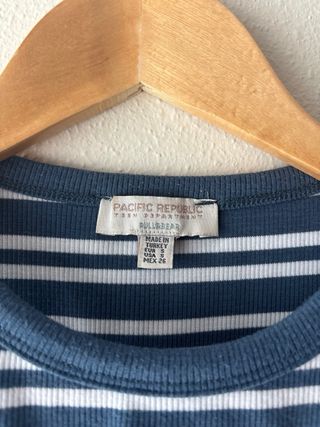 PACIFIC REPUBLIC
TEEN DEPARTMENT
PULL&BEAR
MADE IN
TURKEY
EUR S
USA S
MEX 26